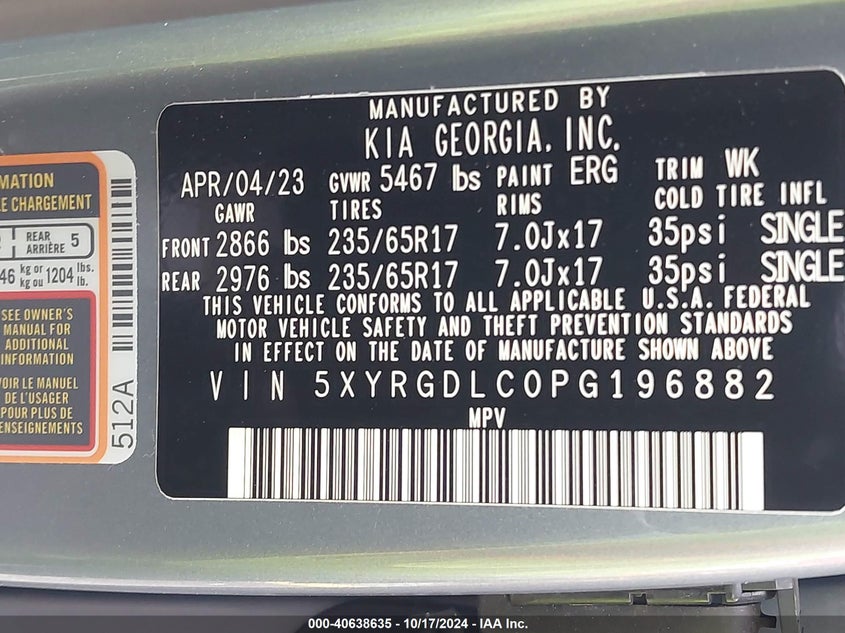 MANUFACTURED BY
KIA GEORGIA, INC.
APR/04/23 GVWR 5467 lbs PAINT ERG TRIM WK
GAWR TIRES RIMS COLD TIRE INFL
FRONT 2866 lbs 235/65R17 7.0Jx17 35psi SINGLE
REAR 2976 lbs 235/65R17 7.0Jx17 35psi SINGLE
THIS VEHICLE CONFORMS TO ALL APPLICABLE U.S.A. FEDERAL
MOTOR VEHICLE SAFETY AND THEFT PREVENTION STANDARDS
IN EFFECT ON THE DATE OF MANUFACTURE SHOWN ABOVE
VIN 5XYRGDLC0PG196882
MPV
MATION
E CHARGEMENT
REAR 5
ARRIÈRE
46 kg or 1204 lbs.
kg ou lb.
SEE OWNER'S
MANUAL FOR
ADDITIONAL
INFORMATION
VOIR LE MANUEL
DE L'USAGER
POUR PLUS DE
ENSEIGNEMENTS
512A
000-40638635 - 10/17/2024 - IAA Inc.